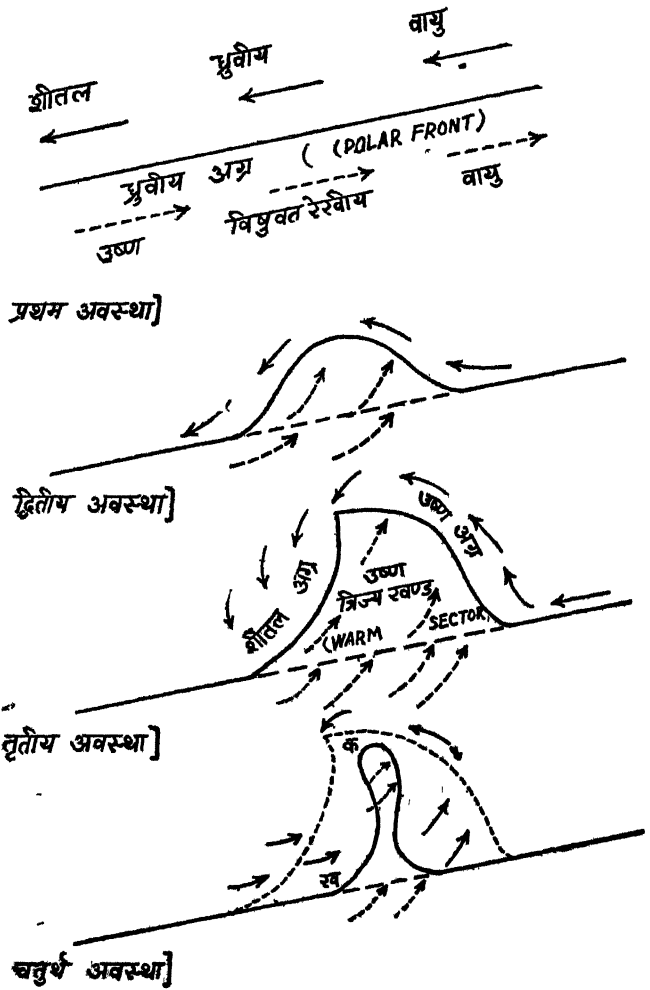 शीतल ध्रुवीय वायु
ध्रुवीय अग्र ( (POLAR FRONT)
उष्ण विषुवत रेखीय वायु
प्रथम अवस्था]
द्वितीय अवस्था]
उष्ण अग्र
शीतल अग्र
उष्ण
त्रिज्य खण्ड
(WARM SECTOR)
तृतीय अवस्था]
क
ख
चतुर्थ अवस्था]